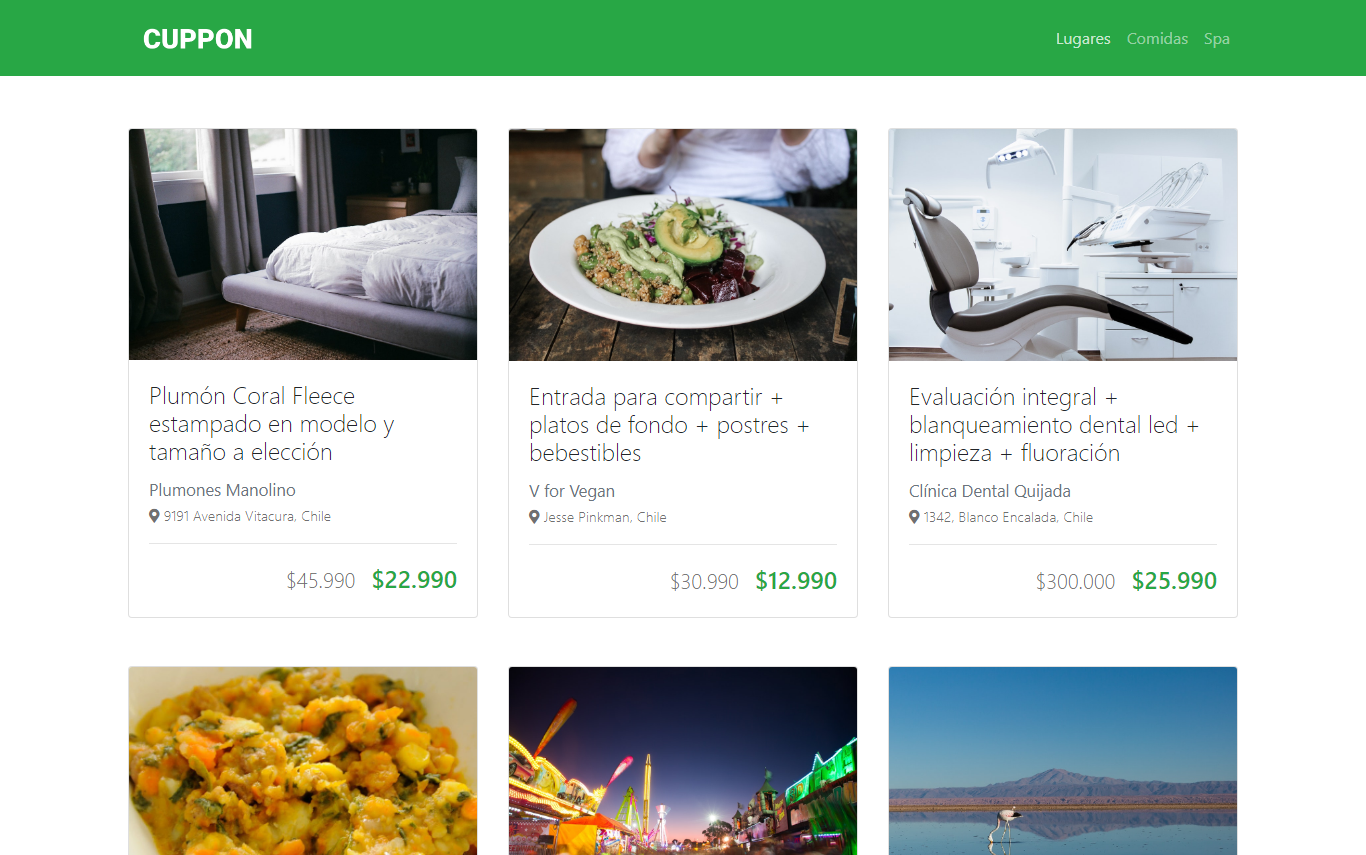 CUPPON
Lugares Comidas Spa
Plumón Coral Fleece
estampado en modelo y
tamaño a elección
Plumones Manolino
9191 Avenida Vitacura, Chile
$45.990 $22.990
Entrada para compartir +
platos de fondo + postres +
bebestibles
V for Vegan
Jesse Pinkman, Chile
$30.990 $12.990
Evaluación integral +
blanqueamiento dental led +
limpieza + fluoración
Clínica Dental Quijada
1342, Blanco Encalada, Chile
$300.000 $25.990